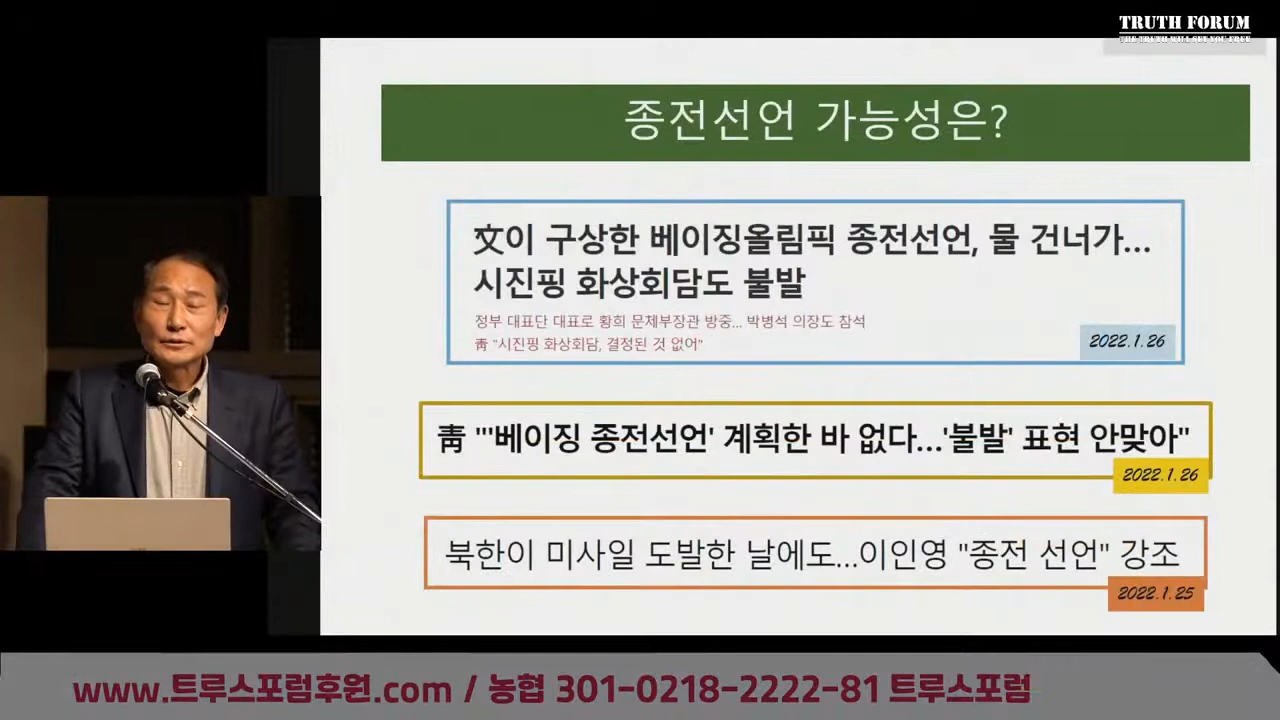 TRUTH FORUM
THE TRUTH WILL SET YOU FREE
종전선언 가능성은?
文이 구상한 베이징올림픽 종전선언, 물 건너가...
시진핑 화상회담도 불발
정부 대표단 대표로 황희 문체부장관 방중... 박병석 의장도 참석
靑 "시진핑 화상회담, 결정된 것 없어"
2022.1.26
靑 "'베이징 종전선언' 계획한 바 없다...'불발' 표현 안맞아"
2022.1.26
북한이 미사일 도발한 날에도...이인영 "종전 선언" 강조
2022.1.25
www.트루스포럼후원.com / 농협 301-0218-2222-81 트루스포럼